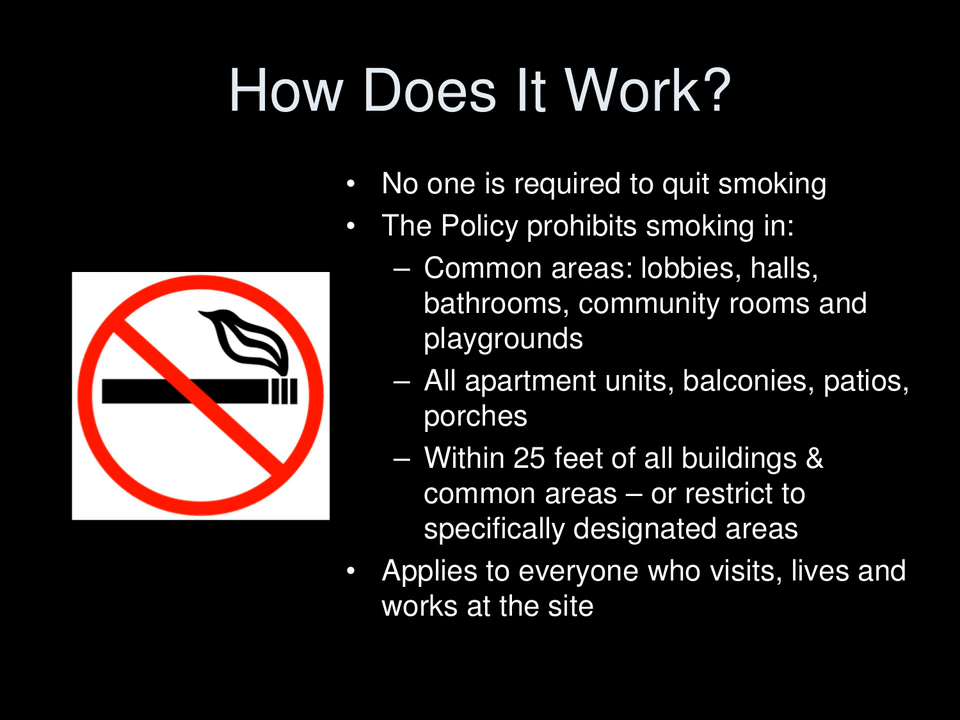 How Does It Work?
• No one is required to quit smoking
• The Policy prohibits smoking in:
– Common areas: lobbies, halls,
bathrooms, community rooms and
playgrounds
– All apartment units, balconies, patios,
porches
– Within 25 feet of all buildings &
common areas – or restrict to
specifically designated areas
• Applies to everyone who visits, lives and
works at the site